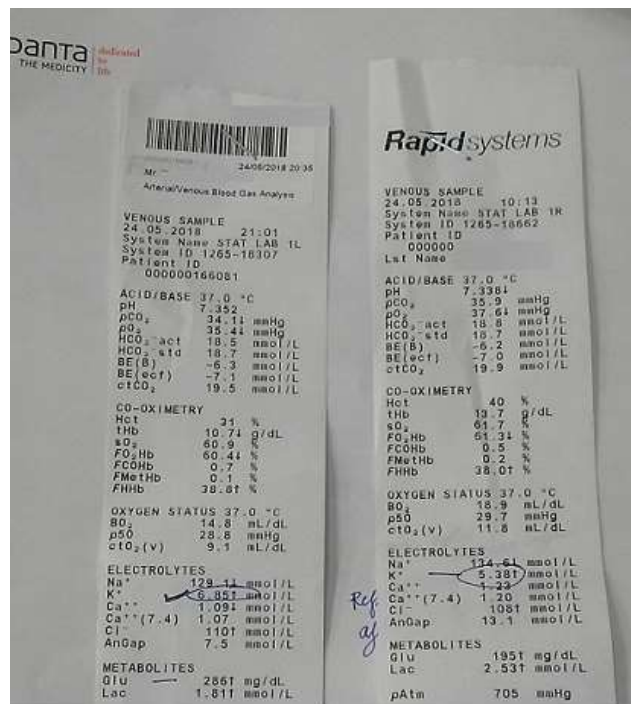 Danta
THE MEDICITY
dedicated
to
life
24/05/2018 20:35
Mr
Arterial/Venous Blood Gas Analysis
VENOUS SAMPLE
24.05.2018 21:01
System Name STAT LAB 1L
System ID 1265-18307
Patient ID
000000166081
ACID/BASE 37.0 °C
pH 7.352
pCO₂ 34.1↓ mmHg
pO₂ 35.4↓ mmHg
HCO₃⁻act 18.5 mmol/L
HCO₃⁻std 18.7 mmol/L
BE(B) -6.3 mmol/L
BE(ecf) -7.1 mmol/L
ctCO₂ 19.5 mmol/L
CO-OXIMETRY
Hct 31 %
tHb 10.7↓ g/dL
sO₂ 60.9 %
FO₂Hb 60.4↓ %
FCOHb 0.7 %
FMetHb 0.1 %
FHHb 38.8↑ %
OXYGEN STATUS 37.0 °C
BO₂ 14.8 mL/dL
p50 28.8 mmHg
ctO₂(v) 9.1 mL/dL
ELECTROLYTES
Na⁺ 129.1↓ mmol/L
K⁺ 6.85↑ mmol/L
Ca⁺⁺ 1.09↓ mmol/L
Ca⁺⁺(7.4) 1.07 mmol/L
Cl⁻ 110↑ mmol/L
AnGap 7.5 mmol/L
METABOLITES
Glu 286↑ mg/dL
Lac 1.81↑ mmol/L
Rapidsystems
VENOUS SAMPLE
24.05.2018 10:13
System Name STAT LAB 1R
System ID 1265-18662
Patient ID
000000
Lst Name
ACID/BASE 37.0 °C
pH 7.338↓
pCO₂ 35.9 mmHg
pO₂ 37.6↓ mmHg
HCO₃⁻act 18.8 mmol/L
HCO₃⁻std 18.7 mmol/L
BE(B) -6.2 mmol/L
BE(ecf) -7.0 mmol/L
ctCO₂ 19.9 mmol/L
CO-OXIMETRY
Hct 40 %
tHb 13.7 g/dL
sO₂ 61.7 %
FO₂Hb 61.3↓ %
FCOHb 0.5 %
FMetHb 0.2 %
FHHb 38.0↑ %
OXYGEN STATUS 37.0 °C
BO₂ 18.9 mL/dL
p50 29.7 mmHg
ctO₂(v) 11.8 mL/dL
ELECTROLYTES
Na⁺ 134.6↓ mmol/L
K⁺ 5.38↑ mmol/L
Ca⁺⁺ 1.23 mmol/L
Ca⁺⁺(7.4) 1.20 mmol/L
Cl⁻ 108↑ mmol/L
AnGap 13.1 mmol/L
METABOLITES
Glu 195↑ mg/dL
Lac 2.53↑ mmol/L
pAtm 705 mmHg